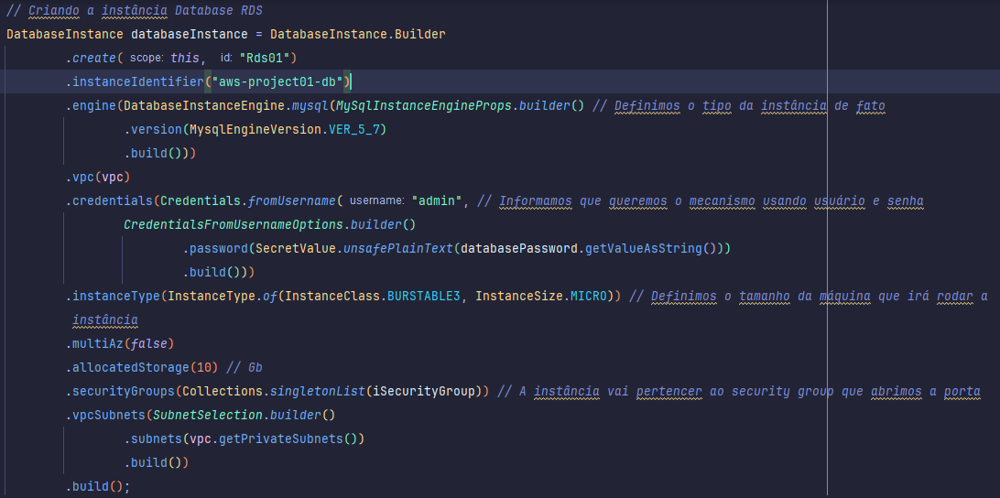 // Criando a instância Database RDS
DatabaseInstance databaseInstance = DatabaseInstance.Builder
.create( scope: this, id: "Rds01")
.instanceIdentifier("aws-project01-db")
.engine(DatabaseInstanceEngine.mysql(MySqlInstanceEngineProps.builder() // Definimos o tipo da instância de fato
.version(MysqlEngineVersion.VER_5_7)
.build()))
.vpc(vpc)
.credentials(Credentials.fromUsername( username: "admin", // Informamos que queremos o mecanismo usando usuário e senha
CredentialsFromUsernameOptions.builder()
.password(SecretValue.unsafePlainText(databasePassword.getValueAsString()))
.build()))
.instanceType(InstanceType.of(InstanceClass.BURSTABLE3, InstanceSize.MICRO)) // Definimos o tamanho da máquina que irá rodar a
instância
.multiAz(false)
.allocatedStorage(10) // Gb
.securityGroups(Collections.singletonList(iSecurityGroup)) // A instância vai pertencer ao security group que abrimos a porta
.vpcSubnets(SubnetSelection.builder()
.subnets(vpc.getPrivateSubnets())
.build())
.build();